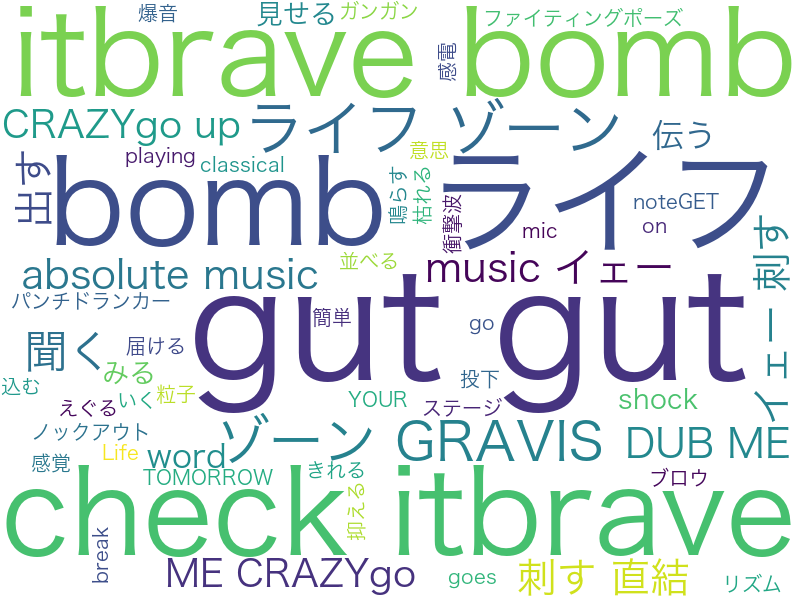 爆音
見せる
ガンガン
ファイティングポーズ
itbrave bomb
感電
CRAZYgo up
ライフ ゾーン
伝う
意思
playing
classical
出す
bomb ライフ
鳴らす
枯れる
衝撃波
noteGET
mic
on
absolute music
並べる
music イェー
イェー 刺す
パンチドランカー
gut gut
簡単
go
聞く
届ける
みる
投下
込む
いく
粒子
YOUR
えぐる
ステージ
shock
ノックアウト
ゾーン GRAVIS
DUB ME
感覚
Life
word
TOMORROW
きれる
ブロウ
check itbrave
抑える
break
ME CRAZYgo
goes
刺す 直結
リズム